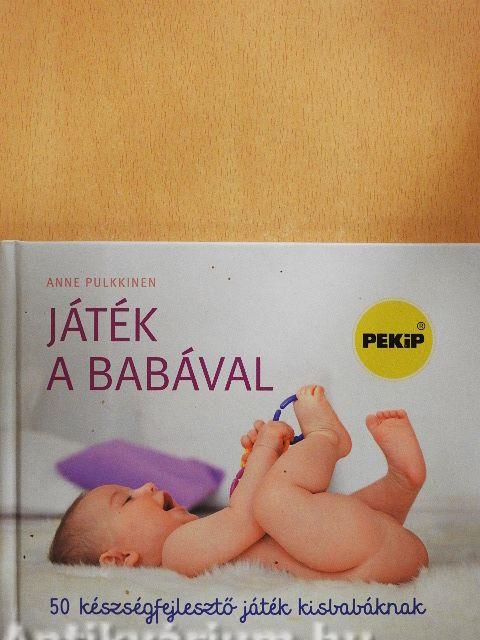 ANNE PULKKINEN
JÁTÉK
A BABÁVAL
PEKiP®
50 készségfejlesztő játék kisbabáknak
Antikvárium.hu